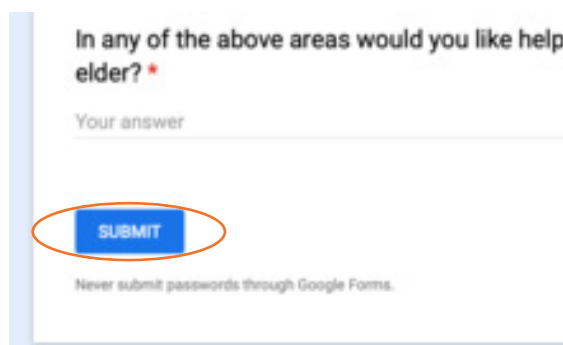 In any of the above areas would you like help
elder? *
Your answer
SUBMIT
Never submit passwords through Google Forms.